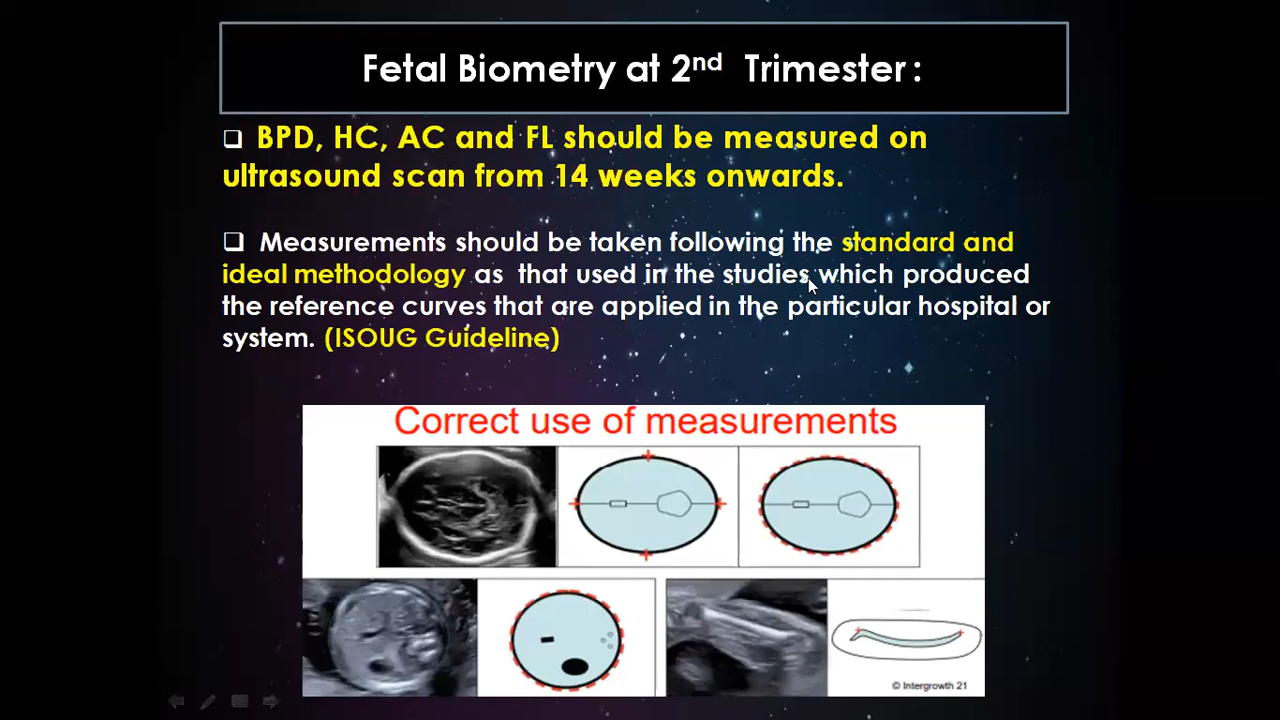 Fetal Biometry at 2nd Trimester :
❑ BPD, HC, AC and FL should be measured on
ultrasound scan from 14 weeks onwards.
❑ Measurements should be taken following the standard and
ideal methodology as that used in the studies which produced
the reference curves that are applied in the particular hospital or
system. (ISOUG Guideline)
Correct use of measurements
© Intergrowth 21